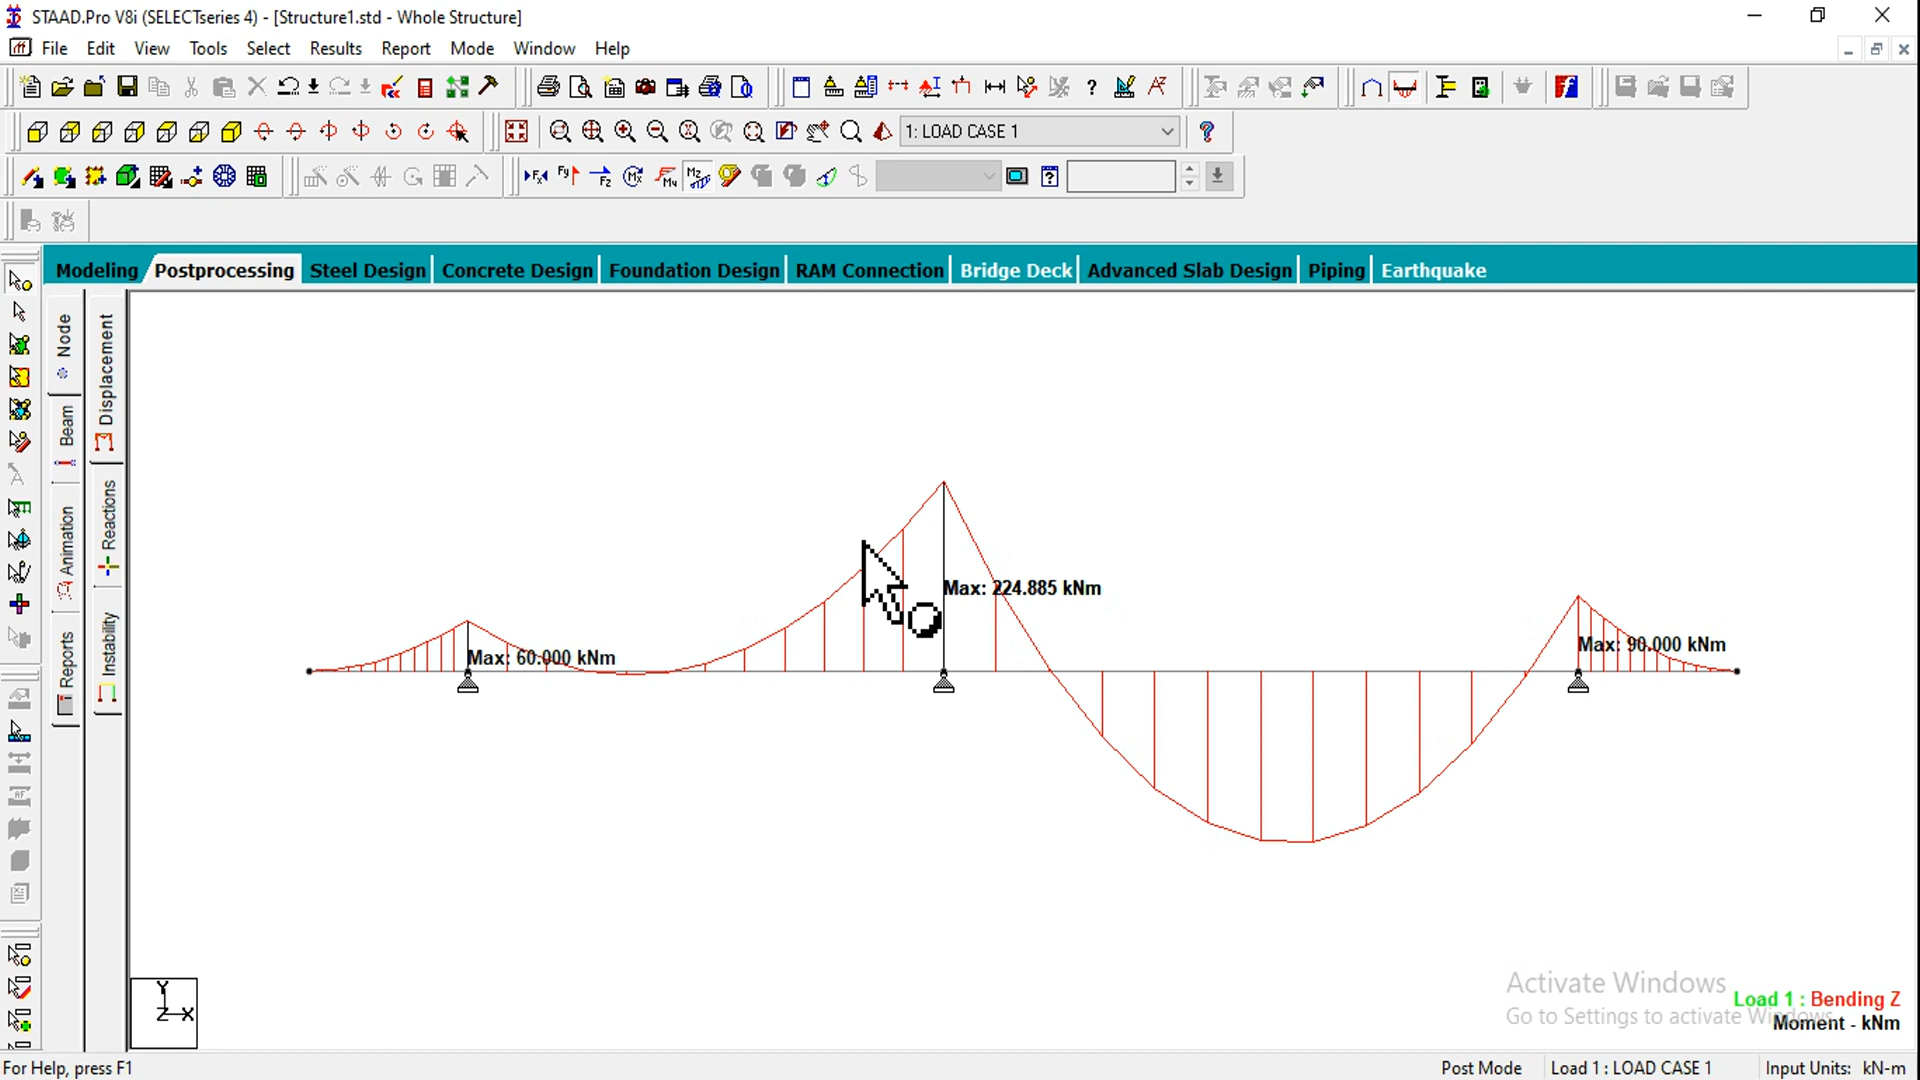 STAAD.Pro V8i (SELECTseries 4) - [Structure1.std - Whole Structure]
File Edit View Tools Select Results Report Mode Window Help
1: LOAD CASE 1
Modeling Postprocessing Steel Design Concrete Design Foundation Design RAM Connection Bridge Deck Advanced Slab Design Piping Earthquake
Node
Beam
Animation
Reports
Displacement
Reactions
Instability
Max: 224.885 kNm
Max: 60.000 kNm
Max: 90.000 kNm
Y
Z X
Activate Windows
Go to Settings to activate Windows.
Load 1 : Bending Z
Moment - kNm
For Help, press F1
Post Mode
Load 1 : LOAD CASE 1
Input Units: kN-m